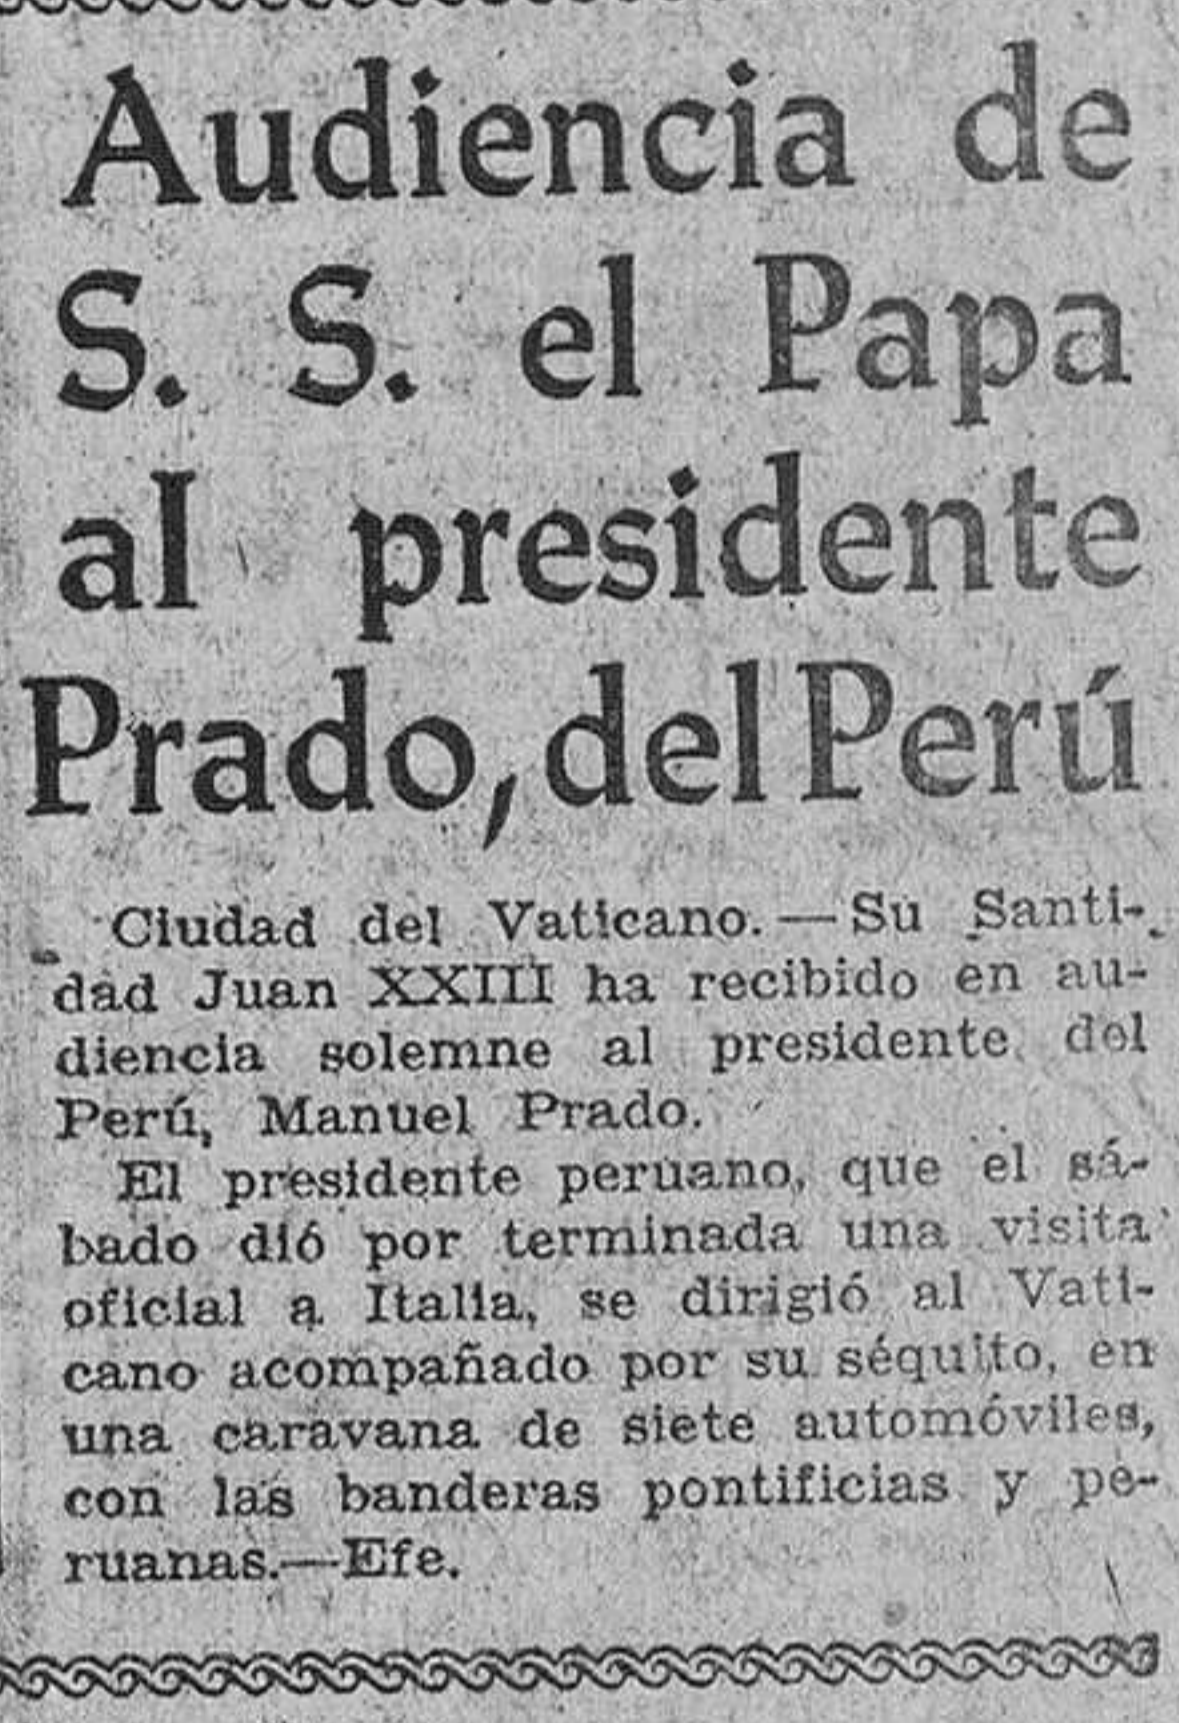 Audiencia de
S. S. el Papa
al presidente
Prado, del Perú
Ciudad del Vaticano.—Su Santi-
dad Juan XXIII ha recibido en au-
diencia solemne al presidente del
Perú, Manuel Prado.
El presidente peruano, que el sá-
bado dió por terminada una visita
oficial a Italia, se dirigió al Vati-
cano acompañado por su séquito, en
una caravana de siete automóviles,
con las banderas pontificias y pe-
ruanas.—Efe.